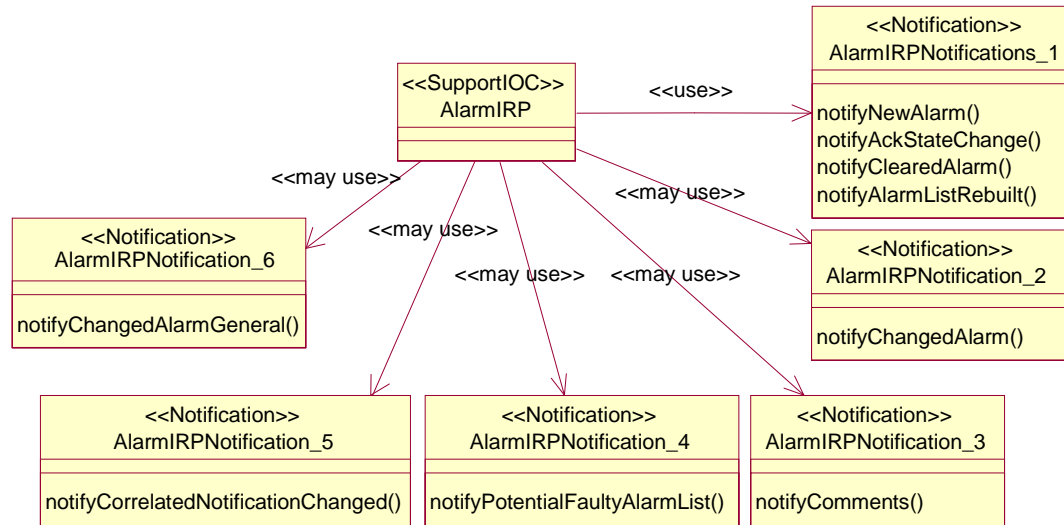 <<Notification>>
AlarmIRPNotifications_1
notifyNewAlarm()
notifyAckStateChange()
notifyClearedAlarm()
notifyAlarmListRebuilt()
<<SupportIOC>>
AlarmIRP
<<use>>
<<may use>>
<<may use>>
<<may use>>
<<may use>>
<<may use>>
<<Notification>>
AlarmIRPNotification_6
notifyChangedAlarmGeneral()
<<Notification>>
AlarmIRPNotification_2
notifyChangedAlarm()
<<Notification>>
AlarmIRPNotification_5
notifyCorrelatedNotificationChanged()
<<Notification>>
AlarmIRPNotification_4
notifyPotentialFaultyAlarmList()
<<Notification>>
AlarmIRPNotification_3
notifyComments()